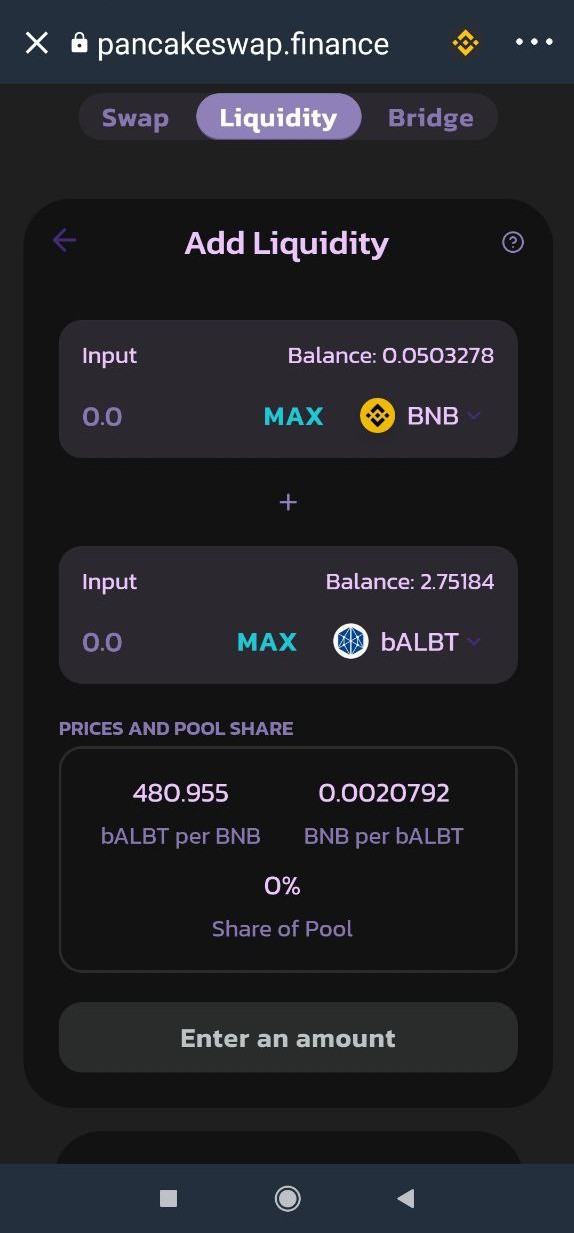 pancakeswap.finance
Swap Liquidity Bridge
Add Liquidity
Input Balance: 0.0503278
0.0 MAX BNB
+
Input Balance: 2.75184
0.0 MAX bALBT
PRICES AND POOL SHARE
480.955 0.0020792
bALBT per BNB BNB per bALBT
0%
Share of Pool
Enter an amount